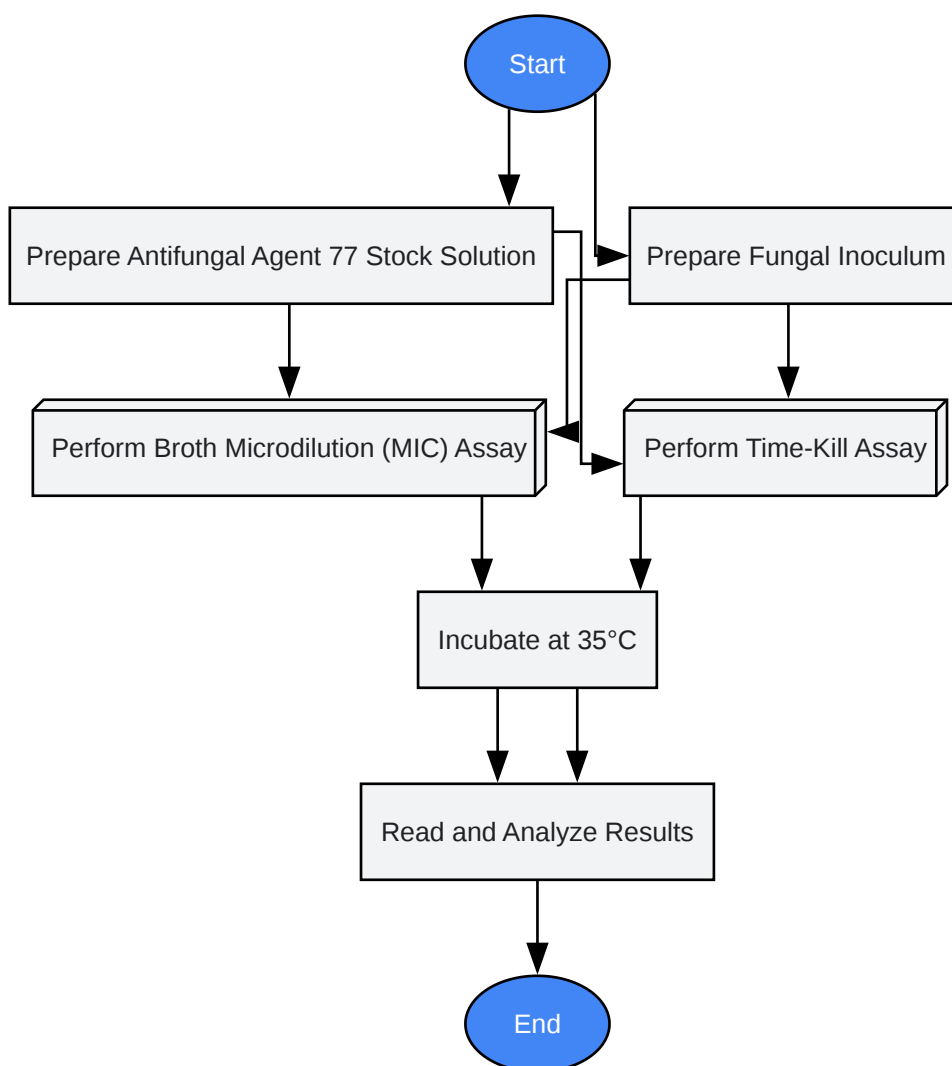 Start
Prepare Antifungal Agent 77 Stock Solution
Prepare Fungal Inoculum
Perform Broth Microdilution (MIC) Assay
Perform Time-Kill Assay
Incubate at 35°C
Read and Analyze Results
End